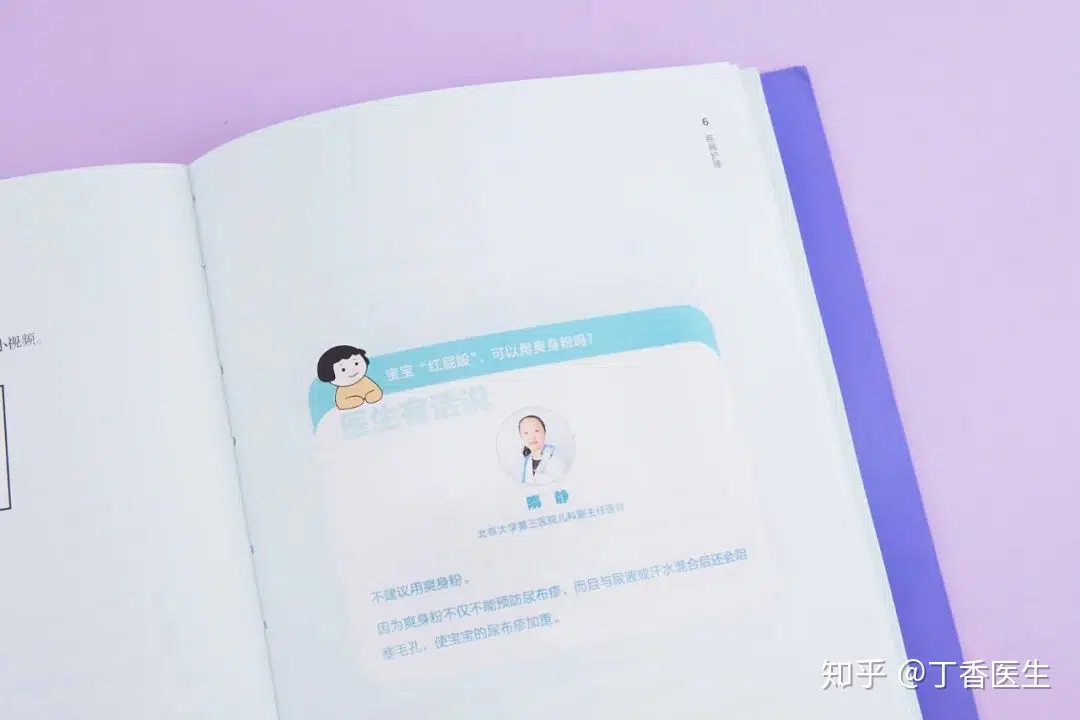 小视频。
6
疾病护理
宝宝“红屁股”，可以用爽身粉吗？
医生有话说
隋 静
北京大学第三医院儿科副主任医师
不建议用爽身粉。
因为爽身粉不仅不能预防尿布疹，而且与尿液或汗水混合后还会阻
塞毛孔，使宝宝的尿布疹加重。
知乎 @丁香医生